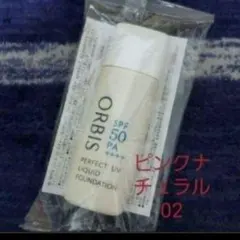 ORBIS
SPF
50
PA
++++
PERFECT UV
LIQUID
FOUNDATION
ピンクナ
チュラル
02